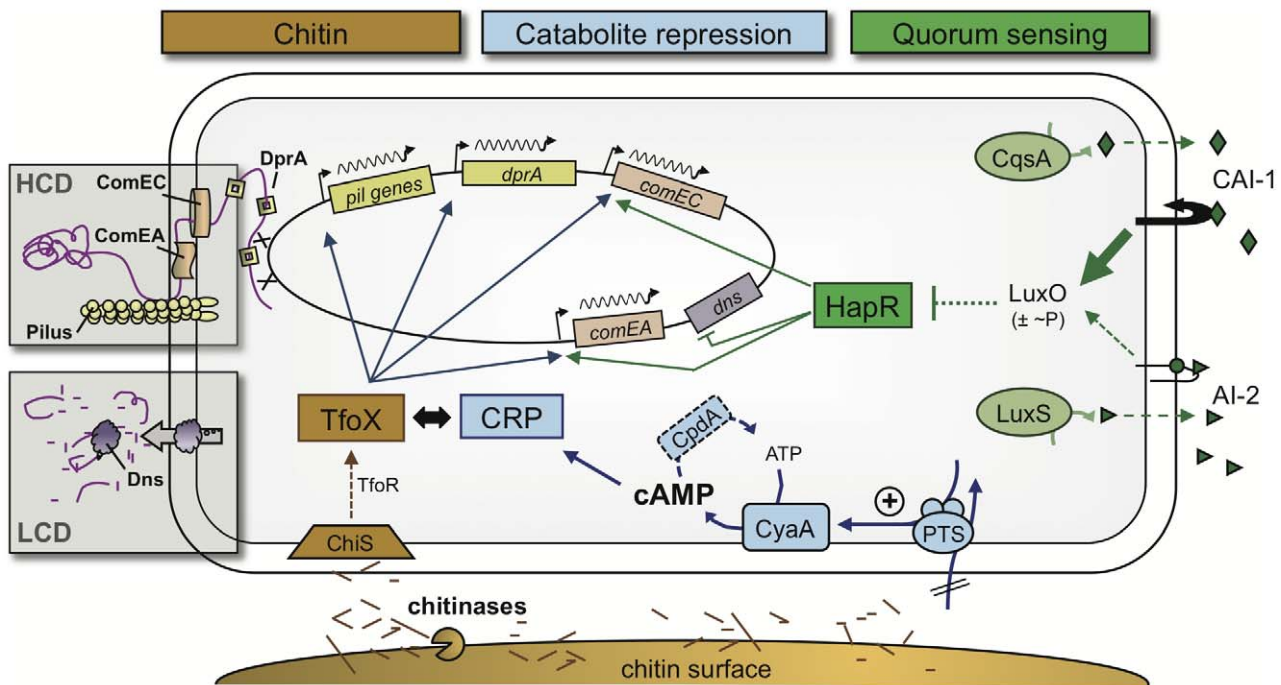 Chitin
Catabolite repression
Quorum sensing
HCD
ComEC
ComEA
Pilus
DprA
pil genes
dprA
comEC
comEA
dns
CqsA
CAI-1
HapR
LuxO
(± ~P)
LuxS
AI-2
LCD
Dns
TfoX
CRP
TfoR
ChiS
CpdA
ATP
cAMP
CyaA
+
PTS
chitinases
chitin surface